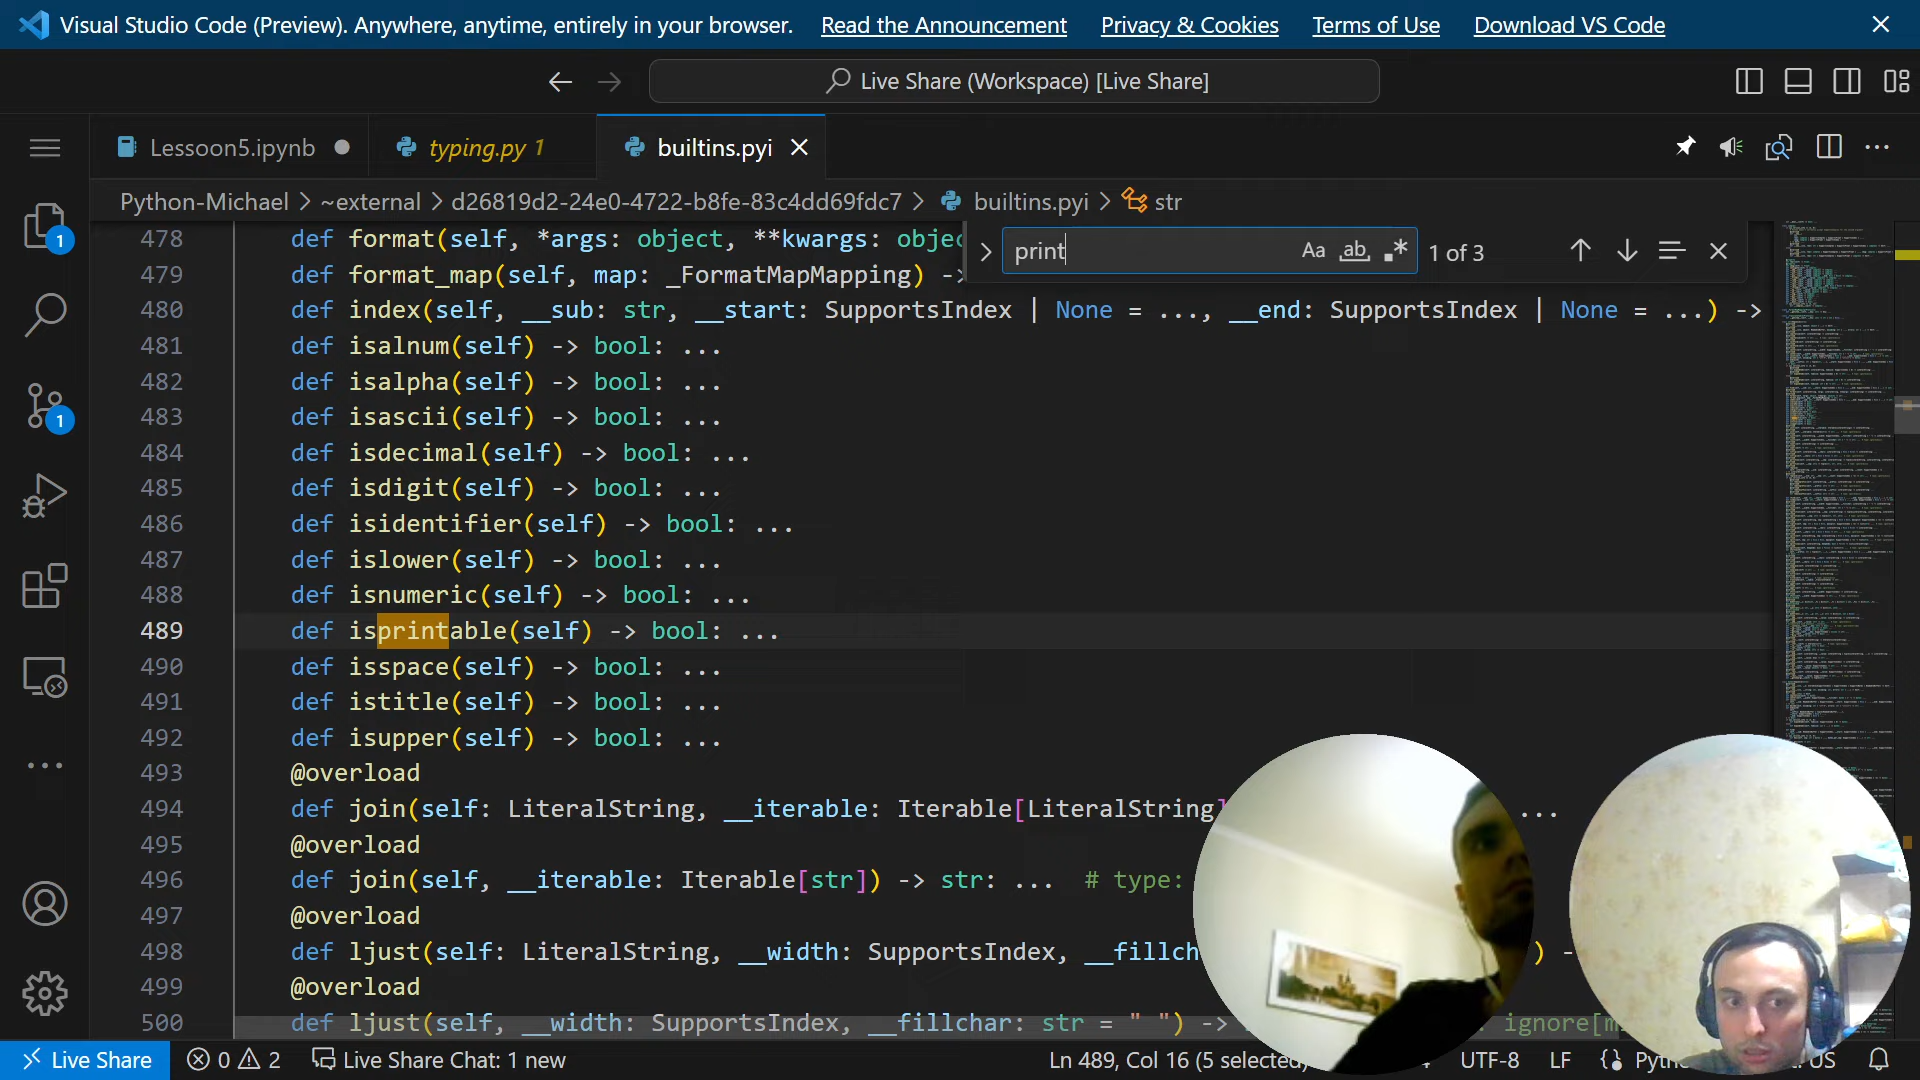 Visual Studio Code (Preview). Anywhere, anytime, entirely in your browser. Read the Announcement Privacy & Cookies Terms of Use Download VS Code
Live Share (Workspace) [Live Share]
Lessoon5.ipynb typing.py 1 builtins.pyi
Python-Michael > ~external > d26819d2-24e0-4722-b8fe-83c4dd69fdc7 > builtins.pyi > str
print Aa ab 1 of 3
478 def format(self, *args: object, **kwargs: objec
479 def format_map(self, map: _FormatMapMapping) ->
480 def index(self, __sub: str, __start: SupportsIndex | None = ..., __end: SupportsIndex | None = ...) ->
481 def isalnum(self) -> bool: ...
482 def isalpha(self) -> bool: ...
483 def isascii(self) -> bool: ...
484 def isdecimal(self) -> bool: ...
485 def isdigit(self) -> bool: ...
486 def isidentifier(self) -> bool: ...
487 def islower(self) -> bool: ...
488 def isnumeric(self) -> bool: ...
489 def isprintable(self) -> bool: ...
490 def isspace(self) -> bool: ...
491 def istitle(self) -> bool: ...
492 def isupper(self) -> bool: ...
493 @overload
494 def join(self: LiteralString, __iterable: Iterable[LiteralString] ...
495 @overload
496 def join(self, __iterable: Iterable[str]) -> str: ... # type:
497 @overload
498 def ljust(self: LiteralString, __width: SupportsIndex, __fillch ) -
499 @overload
500 def ljust(self, __width: SupportsIndex, __fillchar: str = " ") -> ignore[m
1
1
Live Share 0 2 Live Share Chat: 1 new Ln 489, Col 16 (5 selected) UTF-8 LF Pyth US